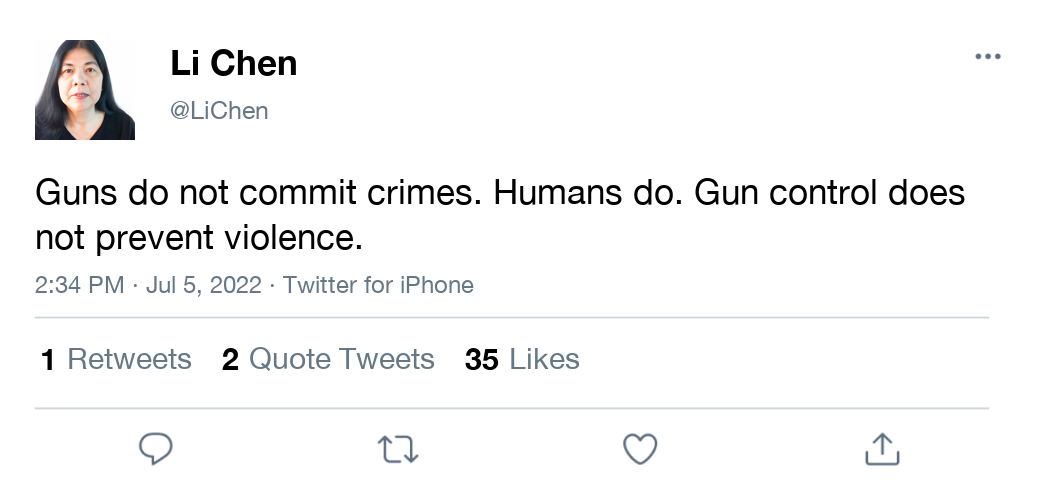 Li Chen
@LiChen
Guns do not commit crimes. Humans do. Gun control does
not prevent violence.
2:34 PM · Jul 5, 2022 · Twitter for iPhone
1 Retweets 2 Quote Tweets 35 Likes